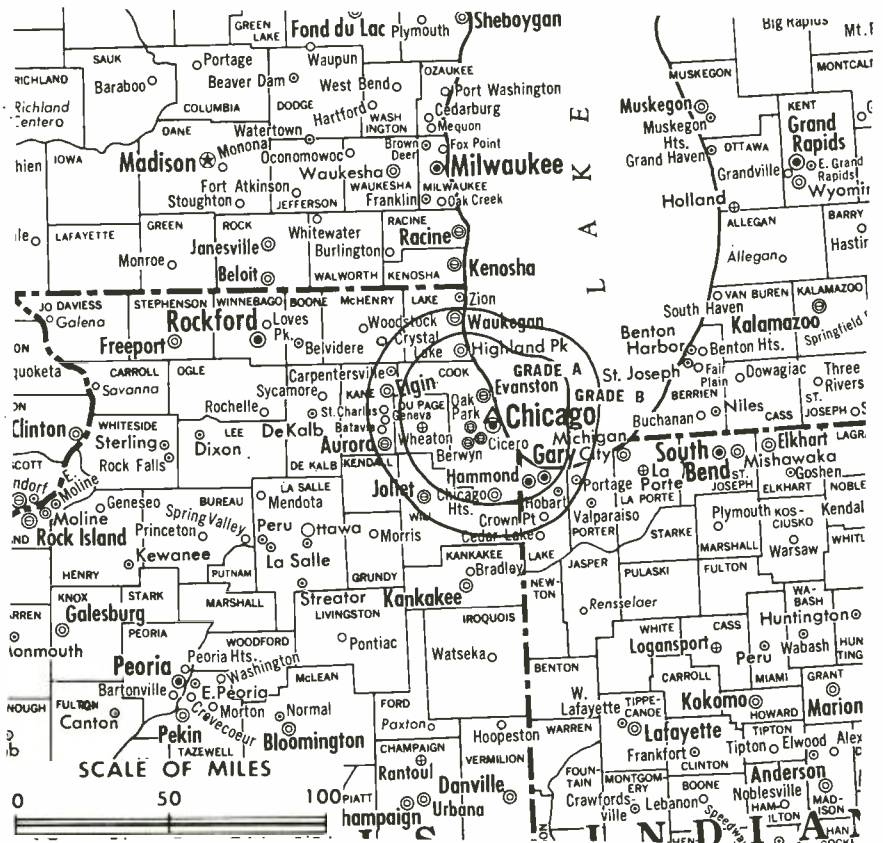 GREEN LAKE
Fond du Lac
Plymouth
Sheboygan
Big Rapids
SAUK
Portage
Waupun
OZAUKEE
MUSKEGON
RICHLAND
Baraboo
Beaver Dam
West Bend
Port Washington
KENT
Richland Center
COLUMBIA
DODGE
Hartford
WASHINGTON
Cedarburg
Muskegon
Grand Rapids
DANE
Watertown
Mequon
Muskegon Hts.
OTTAWA
IOWA
Madison
Monona
Oconomowoc
Brown Deer
Fox Point
Grand Haven
Grandville
E. Grand Rapids
Waukesha
Milwaukee
Fort Atkinson
WAUKESHA
MILWAUKEE
Holland
Stoughton
JEFFERSON
Franklin
Oak Creek
ALLEGAN
BARRY
LAFAYETTE
GREEN
ROCK
Whitewater
RACINE
Janesville
Burlington
Racine
Allegan
Monroe
Beloit
WALWORTH
KENOSHA
Kenosha
LAKE
JO DAVIESS
STEPHENSON
WINNEBAGO
BOONE
McHENRY
LAKE
Zion
South Haven
VAN BUREN
KALAMAZOO
Galena
Rockford
Loves Pk.
Woodstock
Waukegan
Kalamazoo
Freeport
Belvidere
Crystal Lake
Highland Pk
Benton Harbor
Benton Hts.
Springfield
CARROLL
OGLE
Carpentersville
COOK
GRADE A
St. Joseph
Fair Plain
Dowagiac
Three Rivers
Savanna
Sycamore
KANE
Elgin
Evanston
GRADE B
BERRIEN
WHITESIDE
Rochelle
St. Charles
DU PAGE
Geneva
Oak Park
Chicago
Buchanan
Niles
CASS
ST. JOSEPH
Clinton
Sterling
LEE
Dixon
DeKalb
Batavia
Wheaton
Cicero
Michigan City
Elkhart
Rock Falls
Aurora
Berwyn
Gary
South Bend
Mishawaka
SCOTT
DE KALB
KENDALL
Hammond
La Porte
ST. JOSEPH
Goshen
Moline
LA SALLE
Joliet
Chicago Hts.
Hobart
Portage
LA PORTE
ELKHART
Geneseo
BUREAU
Mendota
WILL
Crown Pt
Valparaiso
Plymouth
KOSCIUSKO
Moline
Rock Island
Princeton
Spring Valley
Peru
Ottawa
Morris
Cedar Lake
PORTER
STARKE
Kewanee
La Salle
KANKAKEE
LAKE
MARSHALL
Warsaw
HENRY
PUTNAM
GRUNDY
Bradley
JASPER
PULASKI
FULTON
KNOX
STARK
MARSHALL
Streator
Kankakee
NEWTON
WABASH
Galesburg
LIVINGSTON
IROQUOIS
Rensselaer
Huntington
PEORIA
WOODFORD
Pontiac
WHITE
CASS
Peoria
Peoria Hts.
Watseka
Logansport
Peru
Wabash
Washington
McLEAN
BENTON
Bartonville
E. Peoria
CARROLL
MIAMI
GRANT
FULTON
Canton
Morton
Normal
FORD
W. Lafayette
TIPPECANOE
Kokomo
HOWARD
Marion
Pekin
Crevecoeur
Paxton
Hoopeston
WARREN
Lafayette
TIPTON
TAZEWELL
Bloomington
CHAMPAIGN
VERMILION
Frankfort
Tipton
Elwood
SCALE OF MILES
Rantoul
FOUNTAIN
MONTGOMERY
CLINTON
Anderson
0 50 100
Danville
BOONE
Noblesville
PIATT
Urbana
Crawfordsville
Lebanon
HAMILTON
MADISON
Speedway